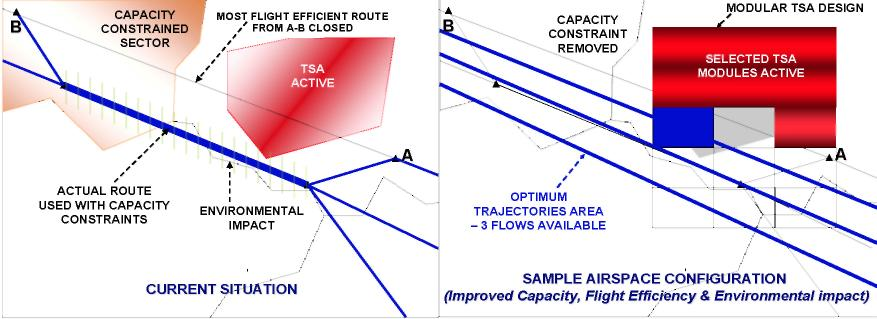 B
CAPACITY
CONSTRAINED
SECTOR
MOST FLIGHT EFFICIENT ROUTE
FROM A-B CLOSED
TSA
ACTIVE
A
ACTUAL ROUTE
USED WITH CAPACITY
CONSTRAINTS
ENVIRONMENTAL
IMPACT
CURRENT SITUATION
B
CAPACITY
CONSTRAINT
REMOVED
MODULAR TSA DESIGN
SELECTED TSA
MODULES ACTIVE
A
OPTIMUM
TRAJECTORIES AREA
– 3 FLOWS AVAILABLE
SAMPLE AIRSPACE CONFIGURATION
(Improved Capacity, Flight Efficiency & Environmental impact)